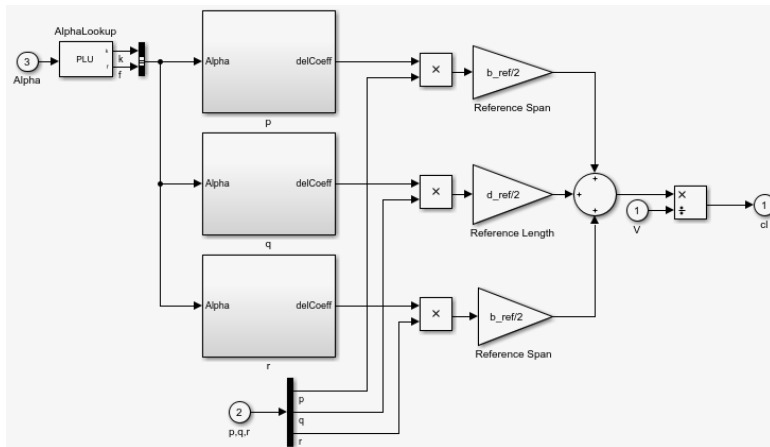 AlphaLookup
3
Alpha
PLU
k
f
k
f
Alpha
delCoeff
p
×
b_ref/2
Reference Span
Alpha
delCoeff
q
×
d_ref/2
Reference Length
+
+
+
1
V
×
÷
1
cl
Alpha
delCoeff
r
×
b_ref/2
Reference Span
2
p,q,r
p
q
r